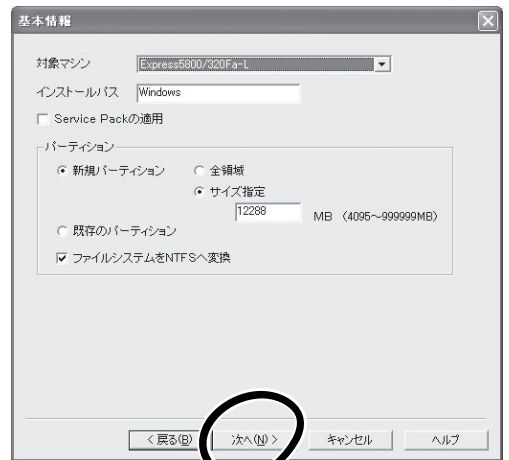 基本情報
対象マシン Express5800/320Fa-L
インストールパス Windows
Service Packの適用
パーティション
新規パーティション 全領域
サイズ指定
12288 MB (4095～999999MB)
既存のパーティション
ファイルシステムをNTFSへ変換
< 戻る(B) 次へ(N) > キャンセル ヘルプ